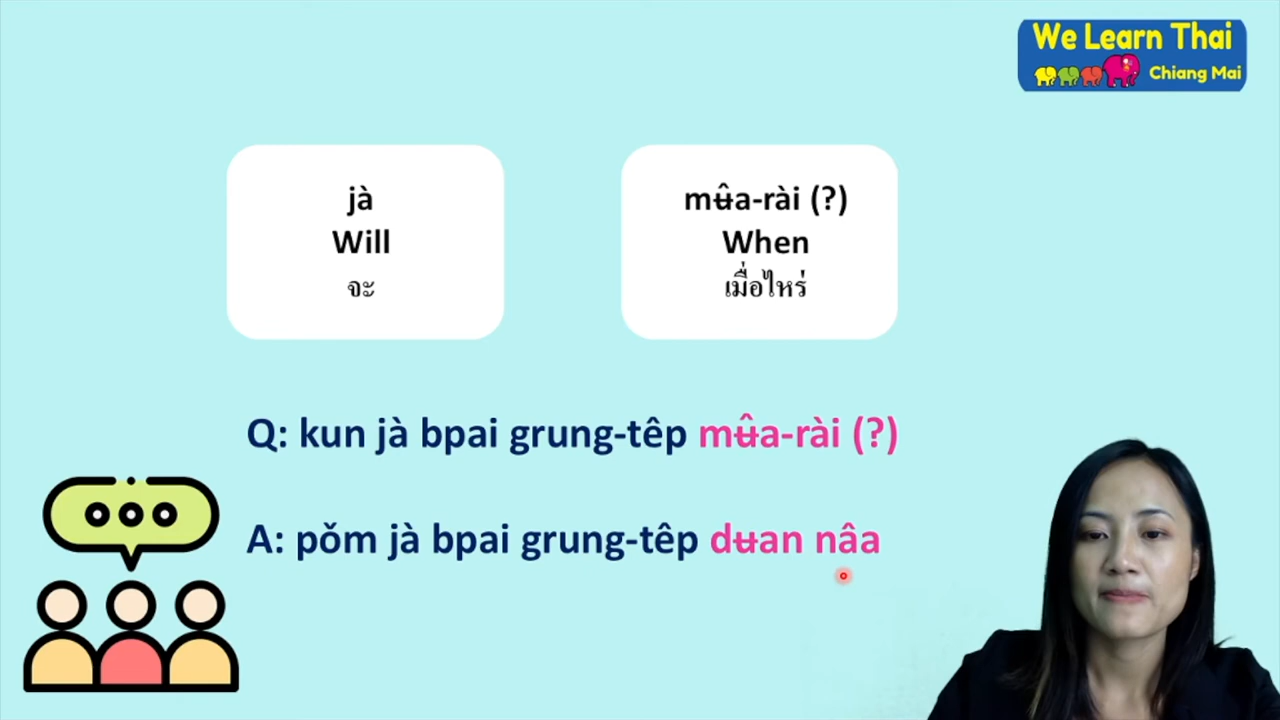 We Learn Thai
Chiang Mai
jà
Will
จะ
mʉ̂a-rài (?)
When
เมื่อไหร่
Q: kun jà bpai grung-têp mʉ̂a-rài (?)
A: pǒm jà bpai grung-têp dʉan nâa